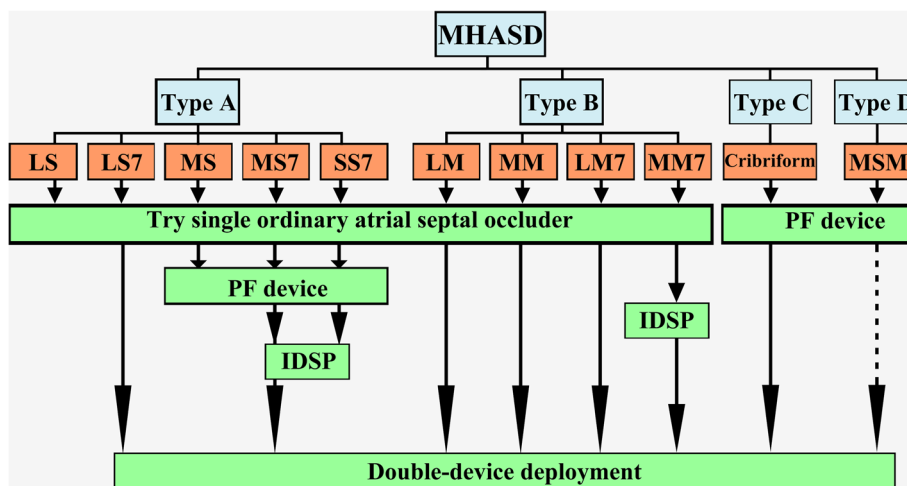 MHASD
Type A
Type B
Type C
Type D
LS
LS7
MS
MS7
SS7
LM
MM
LM7
MM7
Cribriform
MSM
Try single ordinary atrial septal occluder
PF device
PF device
IDSP
IDSP
Double-device deployment